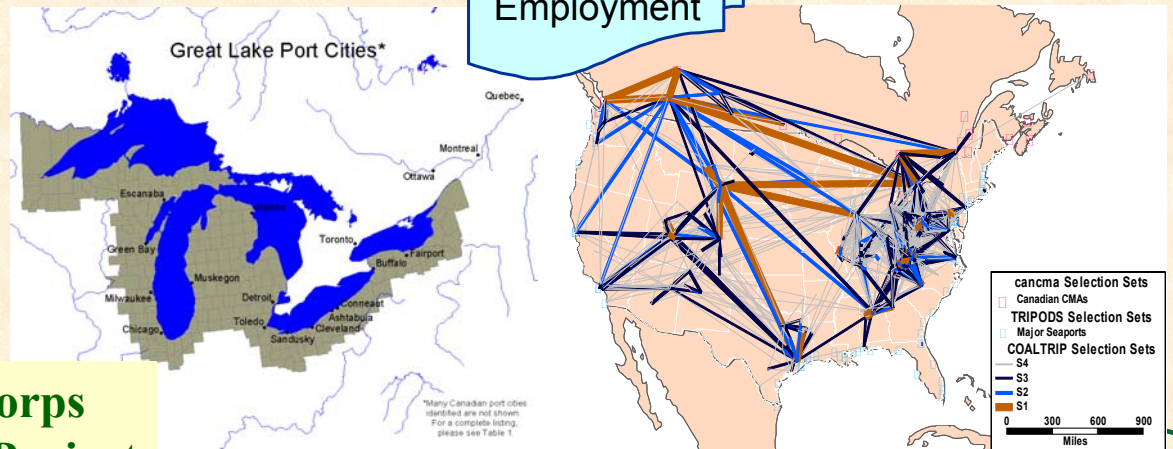 Employment
Great Lake Port Cities*
Quebec
Montreal
Ottawa
Escanaba
Toronto
Green Bay
Fairport
Buffalo
Muskegon
Milwaukee
Detroit
Conneaut
Ashtabula
Toledo
Cleveland
Chicago
Sandusky
*Many Canadian port cities
identified are not shown.
For a complete listing,
please see Table 1.
orps
cancma Selection Sets
Canadian CMAs
TRIPODS Selection Sets
Major Seaports
COALTRIP Selection Sets
S4
S3
S2
S1
0 300 600 900
Miles